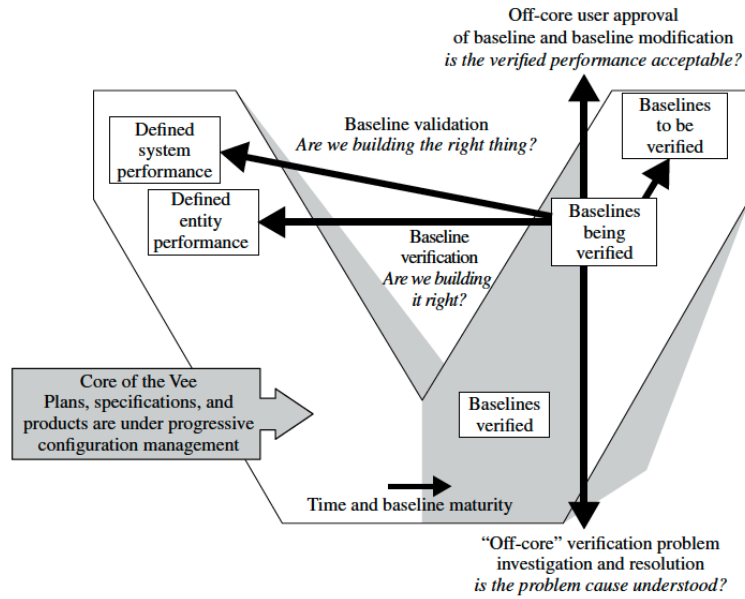 Off-core user approval
of baseline and baseline modification
is the verified performance acceptable?
Defined
system
performance
Baseline validation
Are we building the right thing?
Baselines
to be
verified
Defined
entity
performance
Baseline
verification
Are we building
it right?
Baselines
being
verified
Core of the Vee
Plans, specifications, and
products are under progressive
configuration management
Baselines
verified
Time and baseline maturity
“Off-core” verification problem
investigation and resolution
is the problem cause understood?